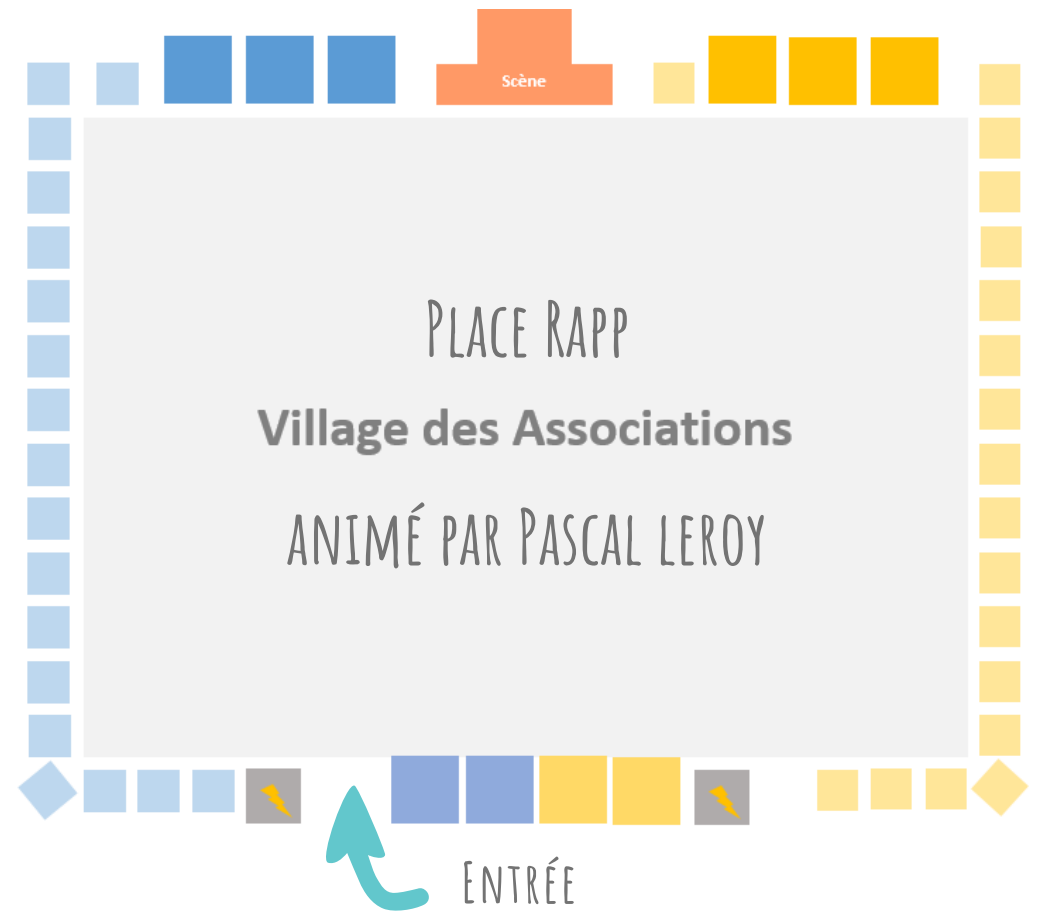 Scène
Place Rapp
Village des Associations
animé par Pascal leroy
Entrée